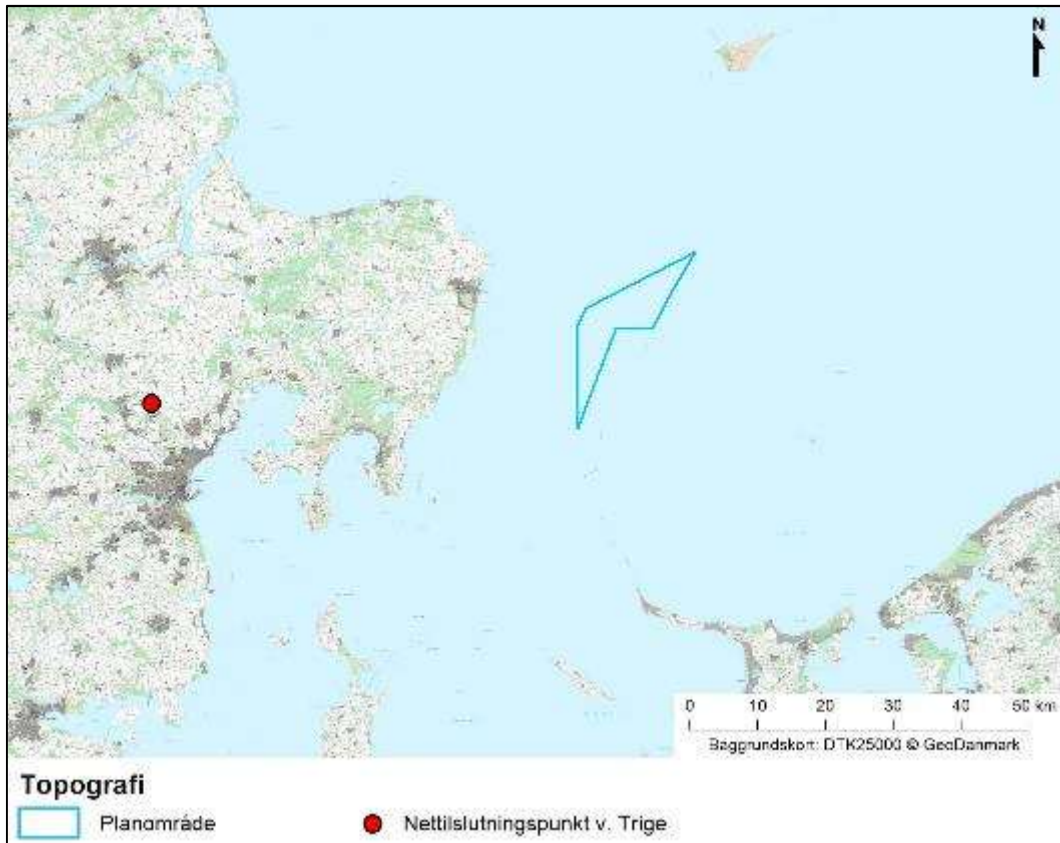 N
0 10 20 30 40 50 km
Baggrundskort: DTK25000 © GeoDanmark
Topografi
Planområde
Nettilslutningspunkt v. Trige